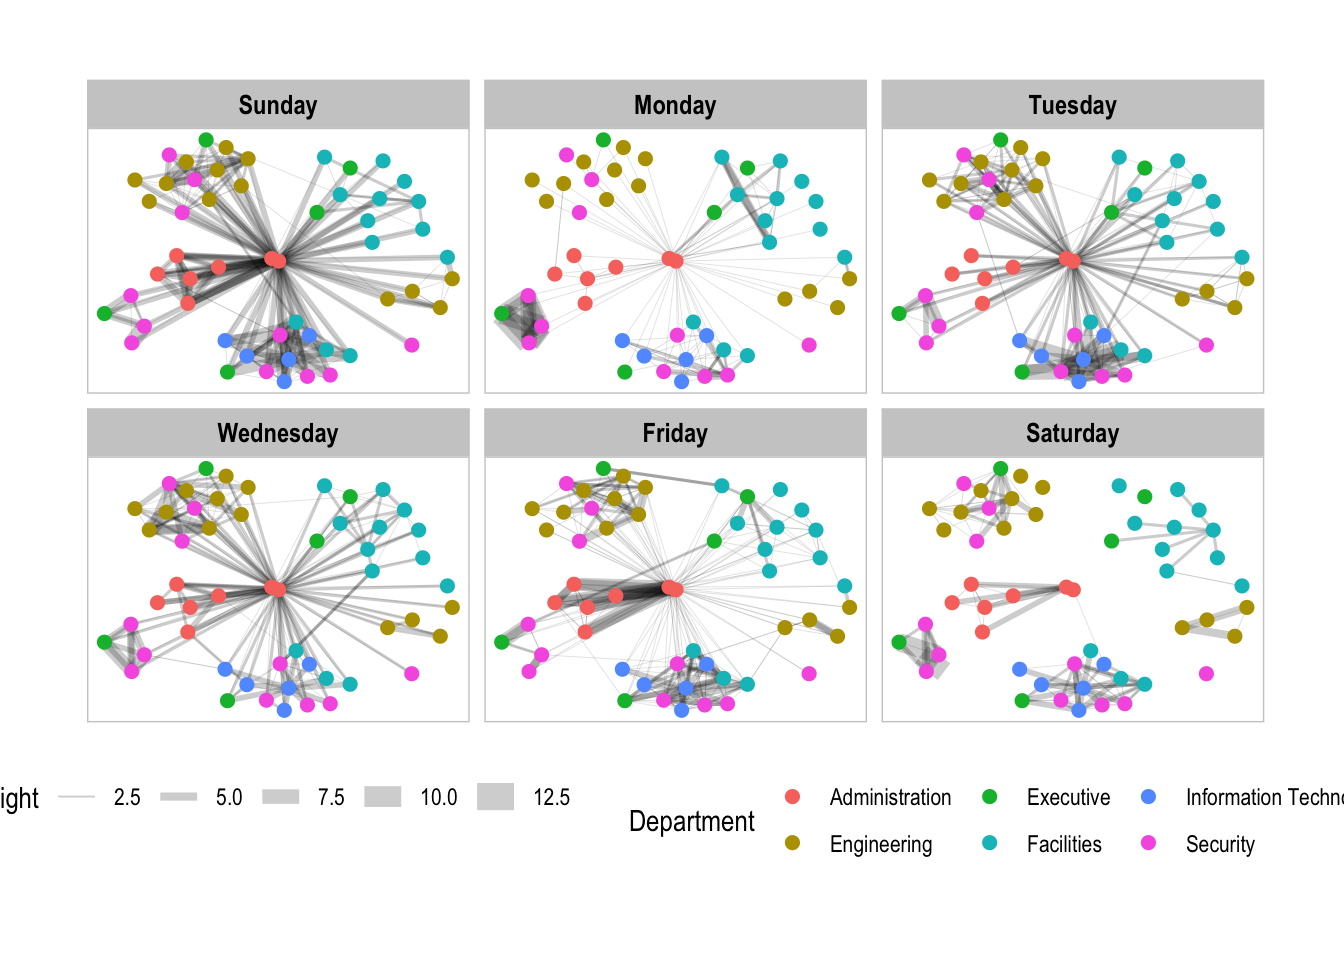 Sunday Monday Tuesday
Wednesday Friday Saturday
ight 2.5 5.0 7.5 10.0 12.5
Department
Administration Executive Information Techno
Engineering Facilities Security